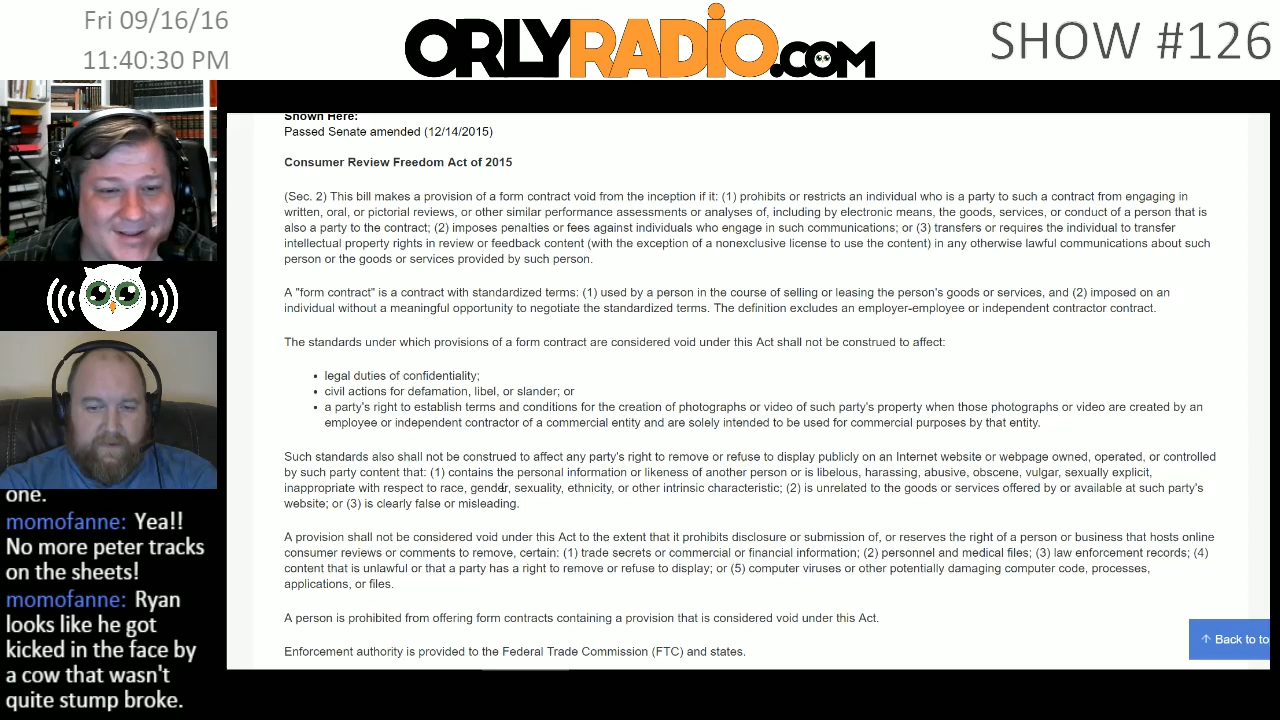 Fri 09/16/16
11:40:30 PM
ORLYRADIO.COM
SHOW #126
Shown Here:
Passed Senate amended (12/14/2015)
Consumer Review Freedom Act of 2015
(Sec. 2) This bill makes a provision of a form contract void from the inception if it: (1) prohibits or restricts an individual who is a party to such a contract from engaging in
written, oral, or pictorial reviews, or other similar performance assessments or analyses of, including by electronic means, the goods, services, or conduct of a person that is
also a party to the contract; (2) imposes penalties or fees against individuals who engage in such communications; or (3) transfers or requires the individual to transfer
intellectual property rights in review or feedback content (with the exception of a nonexclusive license to use the content) in any otherwise lawful communications about such
person or the goods or services provided by such person.
A "form contract" is a contract with standardized terms: (1) used by a person in the course of selling or leasing the person's goods or services, and (2) imposed on an
individual without a meaningful opportunity to negotiate the standardized terms. The definition excludes an employer-employee or independent contractor contract.
The standards under which provisions of a form contract are considered void under this Act shall not be construed to affect:
• legal duties of confidentiality;
• civil actions for defamation, libel, or slander; or
• a party's right to establish terms and conditions for the creation of photographs or video of such party's property when those photographs or video are created by an
employee or independent contractor of a commercial entity and are solely intended to be used for commercial purposes by that entity.
Such standards also shall not be construed to affect any party's right to remove or refuse to display publicly on an Internet website or webpage owned, operated, or controlled
by such party content that: (1) contains the personal information or likeness of another person or is libelous, harassing, abusive, obscene, vulgar, sexually explicit,
inappropriate with respect to race, gender, sexuality, ethnicity, or other intrinsic characteristic; (2) is unrelated to the goods or services offered by or available at such party's
website; or (3) is clearly false or misleading.
A provision shall not be considered void under this Act to the extent that it prohibits disclosure or submission of, or reserves the right of a person or business that hosts online
consumer reviews or comments to remove, certain: (1) trade secrets or commercial or financial information; (2) personnel and medical files; (3) law enforcement records; (4)
content that is unlawful or that a party has a right to remove or refuse to display; or (5) computer viruses or other potentially damaging computer code, processes,
applications, or files.
A person is prohibited from offering form contracts containing a provision that is considered void under this Act.
Enforcement authority is provided to the Federal Trade Commission (FTC) and states.
↑ Back to to
one.
momofanne: Yea!!
No more peter tracks
on the sheets!
momofanne: Ryan
looks like he got
kicked in the face by
a cow that wasn't
quite stump broke.